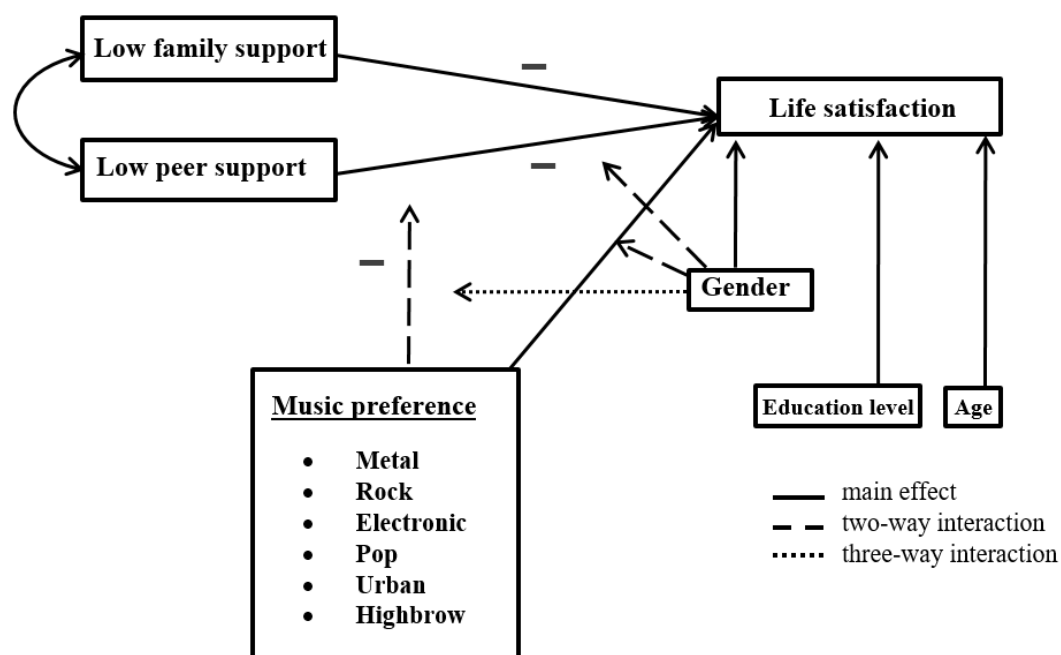 Low family support
Life satisfaction
Low peer support
Gender
Music preference
• Metal
• Rock
• Electronic
• Pop
• Urban
• Highbrow
Education level
Age
main effect
two-way interaction
three-way interaction